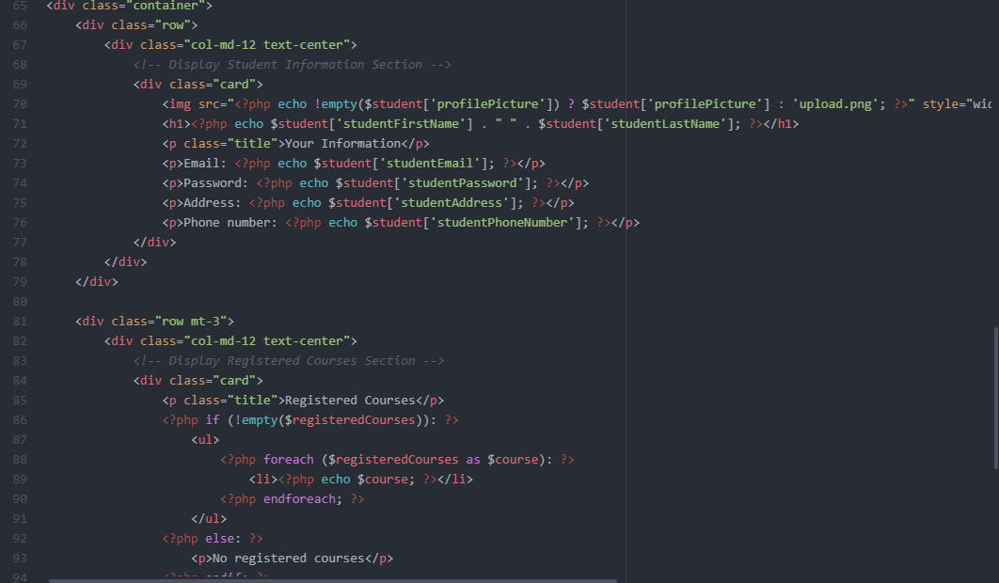 65 <div class="container">
66 <div class="row">
67 <div class="col-md-12 text-center">
68 <!-- Display Student Information Section -->
69 <div class="card">
70 <img src="<?php echo !empty($student['profilePicture']) ? $student['profilePicture'] : 'upload.png'; ?>" style="wid
71 <h1><?php echo $student['studentFirstName'] . " " . $student['studentLastName']; ?></h1>
72 <p class="title">Your Information</p>
73 <p>Email: <?php echo $student['studentEmail']; ?></p>
74 <p>Password: <?php echo $student['studentPassword']; ?></p>
75 <p>Address: <?php echo $student['studentAddress']; ?></p>
76 <p>Phone number: <?php echo $student['studentPhoneNumber']; ?></p>
77 </div>
78 </div>
79 </div>
80
81 <div class="row mt-3">
82 <div class="col-md-12 text-center">
83 <!-- Display Registered Courses Section -->
84 <div class="card">
85 <p class="title">Registered Courses</p>
86 <?php if (!empty($registeredCourses)): ?>
87 <ul>
88 <?php foreach ($registeredCourses as $course): ?>
89 <li><?php echo $course; ?></li>
90 <?php endforeach; ?>
91 </ul>
92 <?php else: ?>
93 <p>No registered courses</p>
94 <?php endif; ?>